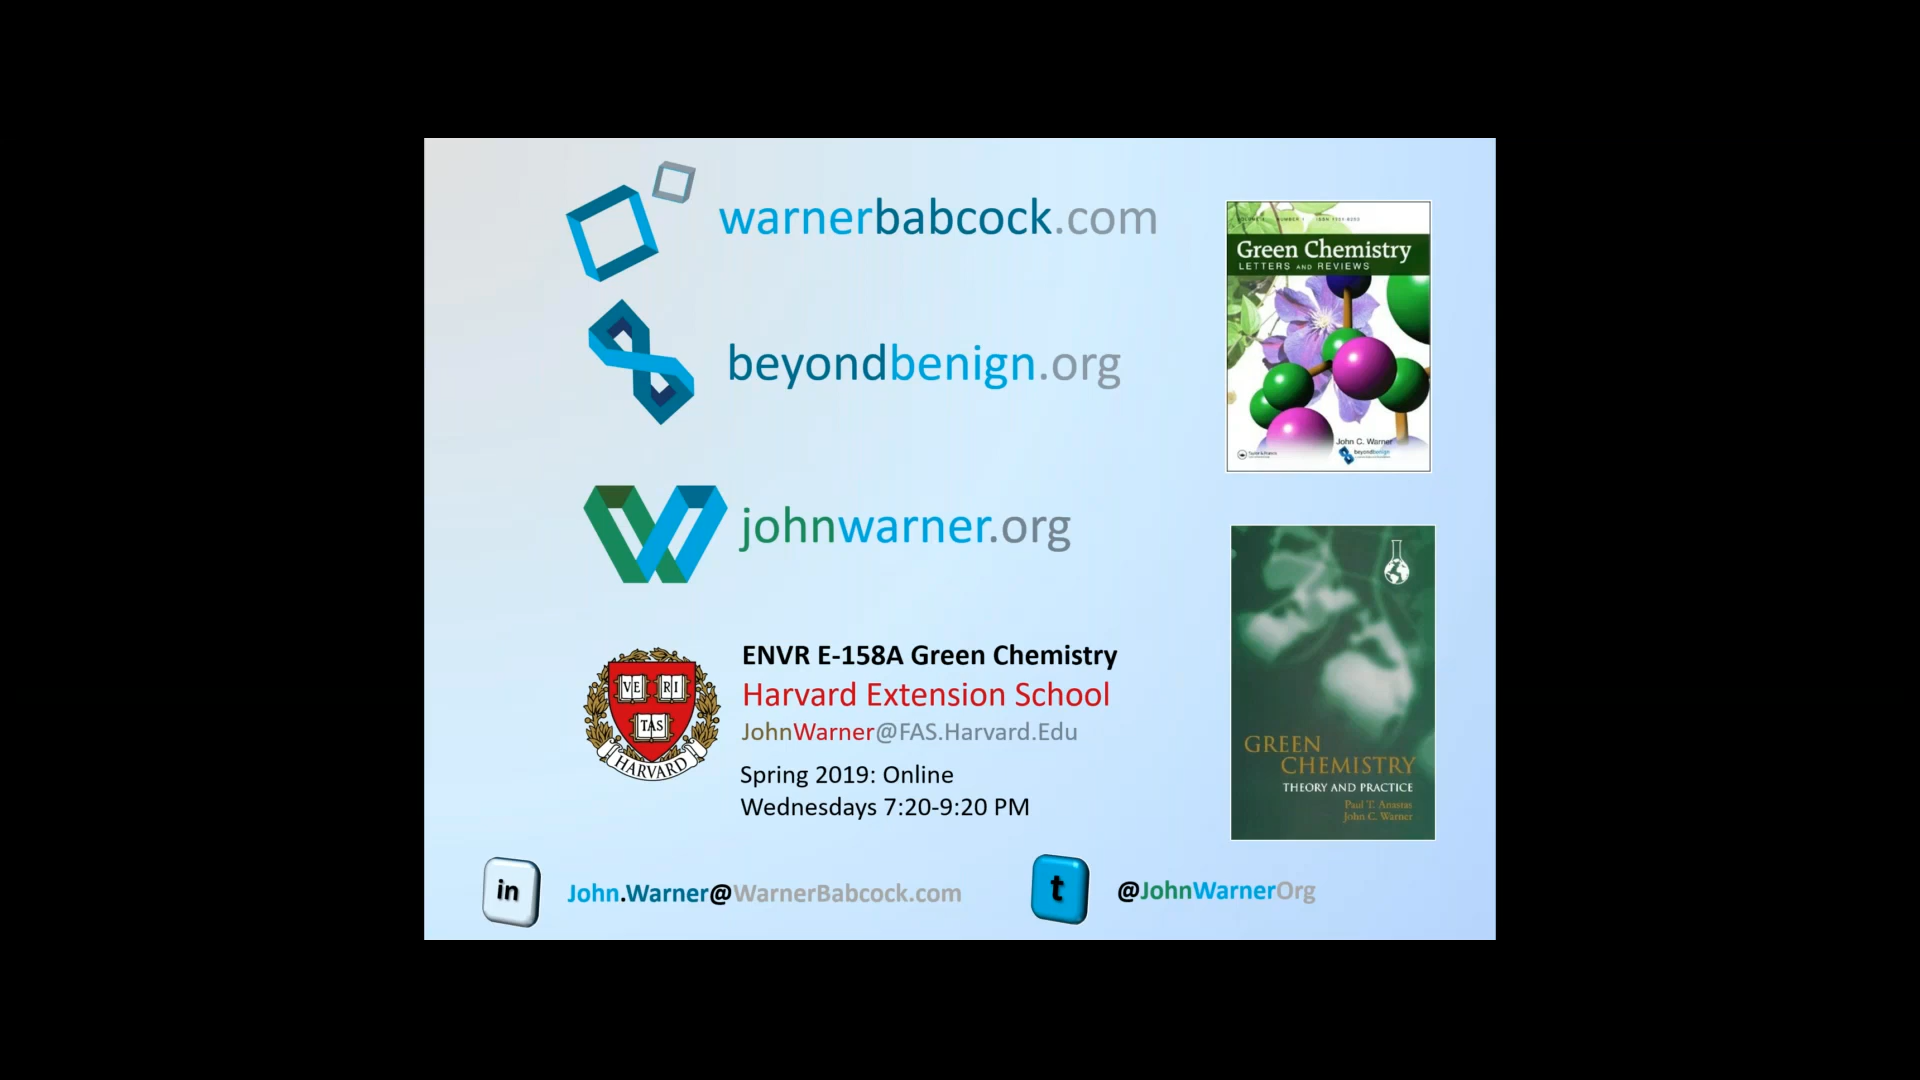 warnerbabcock.com
beyondbenign.org
johnwarner.org
VE RI
TAS
HARVARD
ENVR E-158A Green Chemistry
Harvard Extension School
JohnWarner@FAS.Harvard.Edu
Spring 2019: Online
Wednesdays 7:20-9:20 PM
in
John.Warner@WarnerBabcock.com
t
@JohnWarnerOrg
Green Chemistry
LETTERS AND REVIEWS
John C. Warner
beyondbenign
GREEN
CHEMISTRY
THEORY AND PRACTICE
Paul T. Anastas
John C. Warner